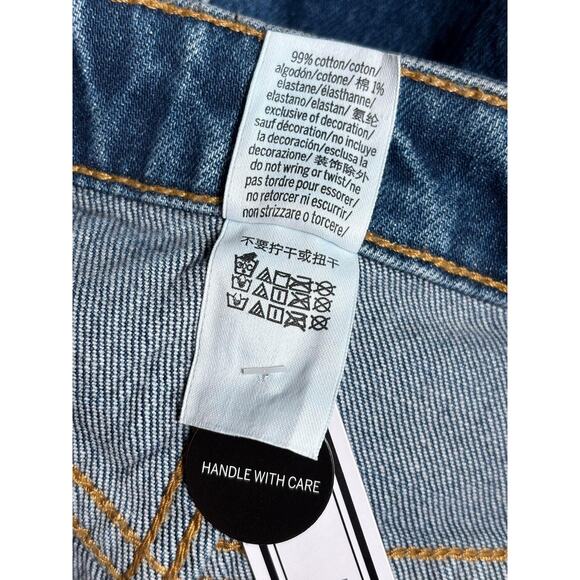 99% cotton/coton/
algodón/cotone/ 棉 1%
elastane/élasthanne/
elastano/elastan/ 氨纶
exclusive of decoration/
sauf décoration/no incluye
la decoración/esclusa la
decorazione/ 装饰除外
do not wring or twist/ne
pas tordre pour essorer/
no retorcer ni escurrir/
non strizzare o torcere/
不要拧干或扭干
HANDLE WITH CARE